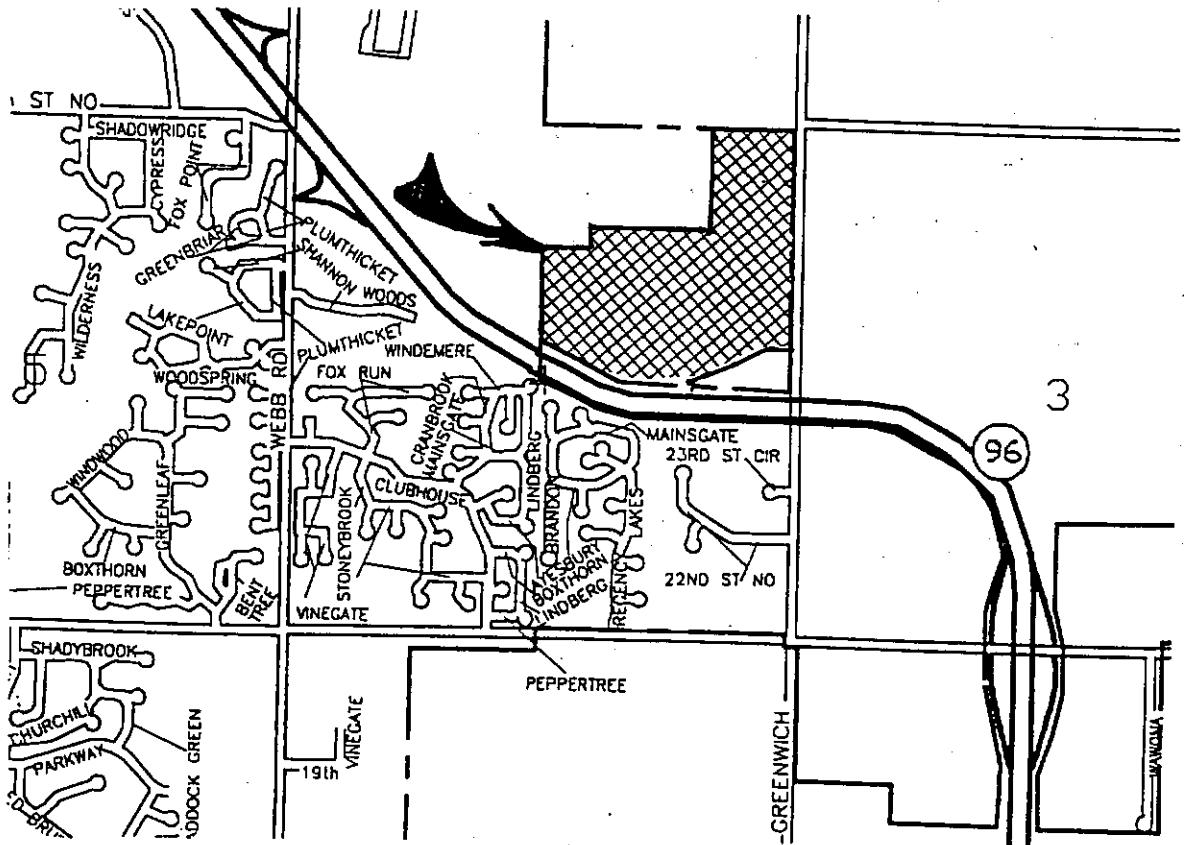 ST NO
SHADOWRIDGE
CYPRESS
FOX POINT
PLUMTHICKET
GREENBRIAR
SHANNON WOODS
WILDERNESS
LAKEPOINT
PLUMTHICKET
WINDEMERE
WOODSPRING
WEBB RD
FOX RUN
CRANBROOK
MAINSGATE
3
MAINSGATE
23RD ST CIR
96
WINDWOOD
GREENLEAF
CLUBHOUSE
LINDBERG
BRANDON
LAKES
REGENCY
STONEYBROOK
AYESBURY
BOXTHORN
LINDBERG
22ND ST NO
BOXTHORN
PEPPERTREE
BENT TREE
VINEGATE
SHADYBROOK
PEPPERTREE
CHURCHILL
PARKWAY
ADDOCK GREEN
19th
VINEGATE
GREENWICH
WAWONA